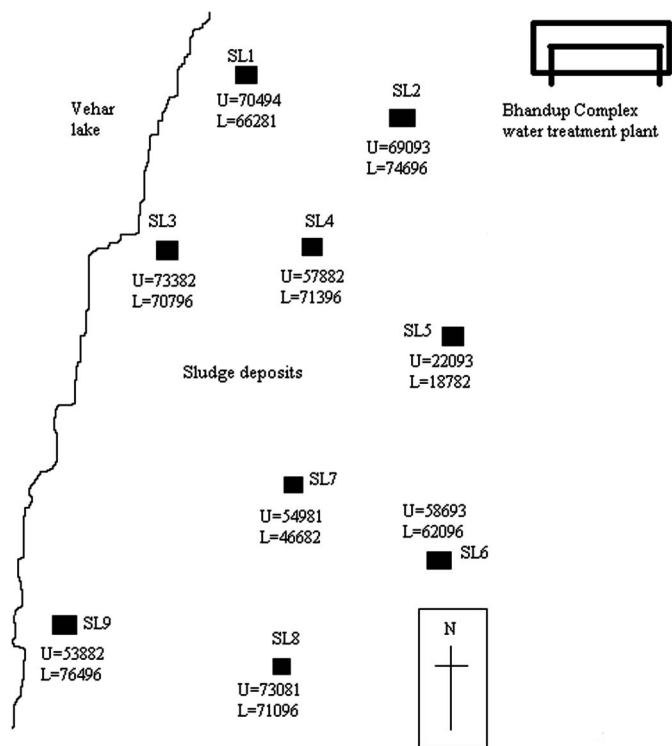 SL1
Vehar
lake
U=70494
L=66281
SL2
U=69093
L=74696
Bhandup Complex
water treatment plant
SL3
U=73382
L=70796
SL4
U=57882
L=71396
SL5
U=22093
L=18782
Sludge deposits
SL7
U=54981
L=46682
U=58693
L=62096
SL6
SL9
U=53882
L=76496
SL8
U=73081
L=71096
N